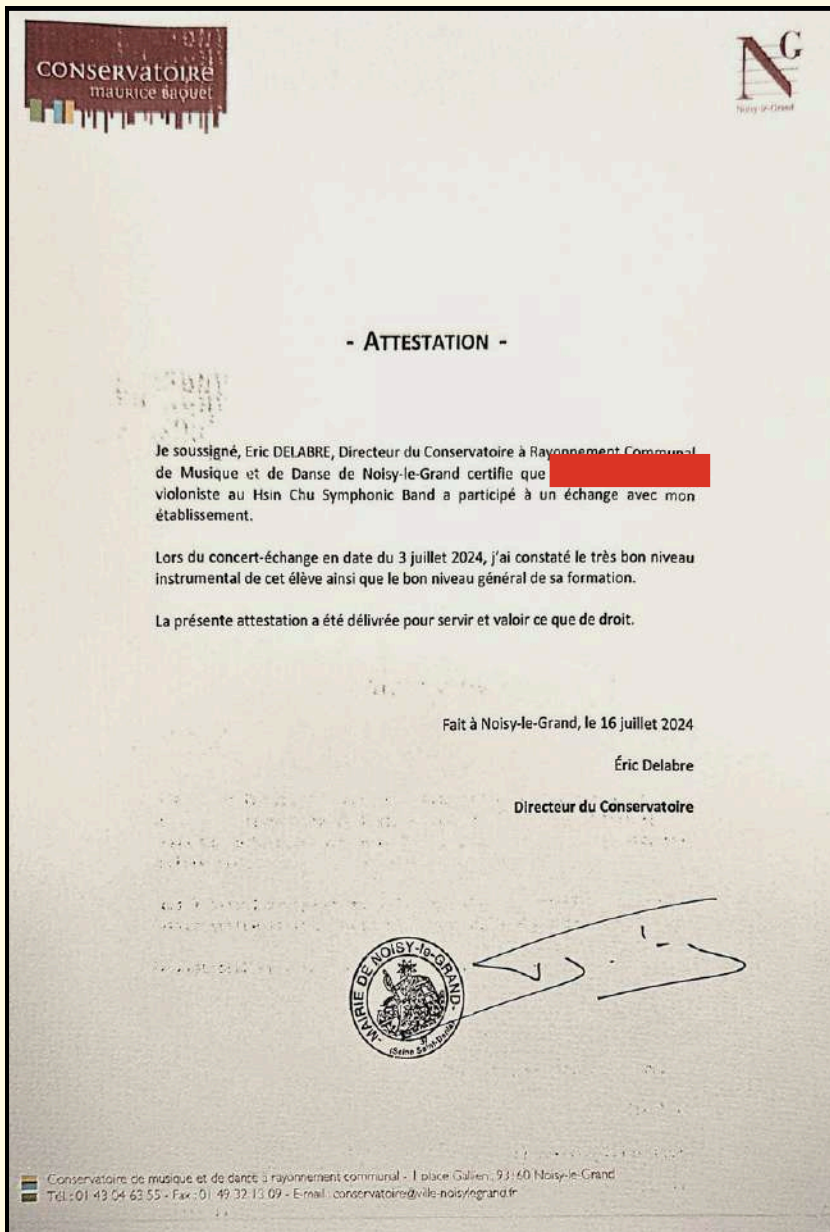 CONSERVATOIRE
MAURICE BAQUET
NG
Noisy-le-Grand
- ATTESTATION -
Je soussigné, Eric DELABRE, Directeur du Conservatoire à Rayonnement Communal
de Musique et de Danse de Noisy-le-Grand certifie que
violoniste au Hsin Chu Symphonic Band a participé à un échange avec mon
établissement.
Lors du concert-échange en date du 3 juillet 2024, j'ai constaté le très bon niveau
instrumental de cet élève ainsi que le bon niveau général de sa formation.
La présente attestation a été délivrée pour servir et valoir ce que de droit.
Fait à Noisy-le-Grand, le 16 juillet 2024
Éric Delabre
Directeur du Conservatoire
MAIRIE DE NOISY-le-GRAND
(Seine Saint-Denis)
Conservatoire de musique et de dance à rayonnement communal - 1 place Gallieni, 93160 Noisy-le-Grand
Tél. : 01 43 04 63 55 - Fax : 01 49 32 13 09 - E-mail : conservatoire@ville-noisylegrand.fr